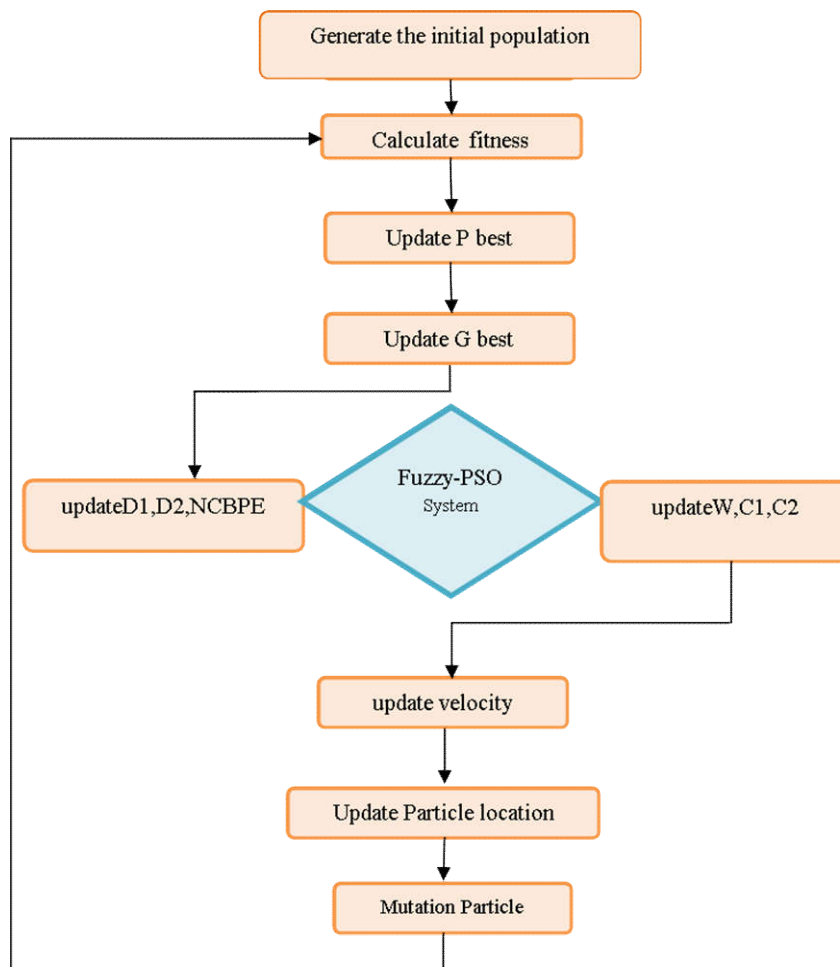 Generate the initial population
Calculate fitness
Update P best
Update G best
updateD1,D2,NCBPE
Fuzzy-PSO
System
updateW,C1,C2
update velocity
Update Particle location
Mutation Particle